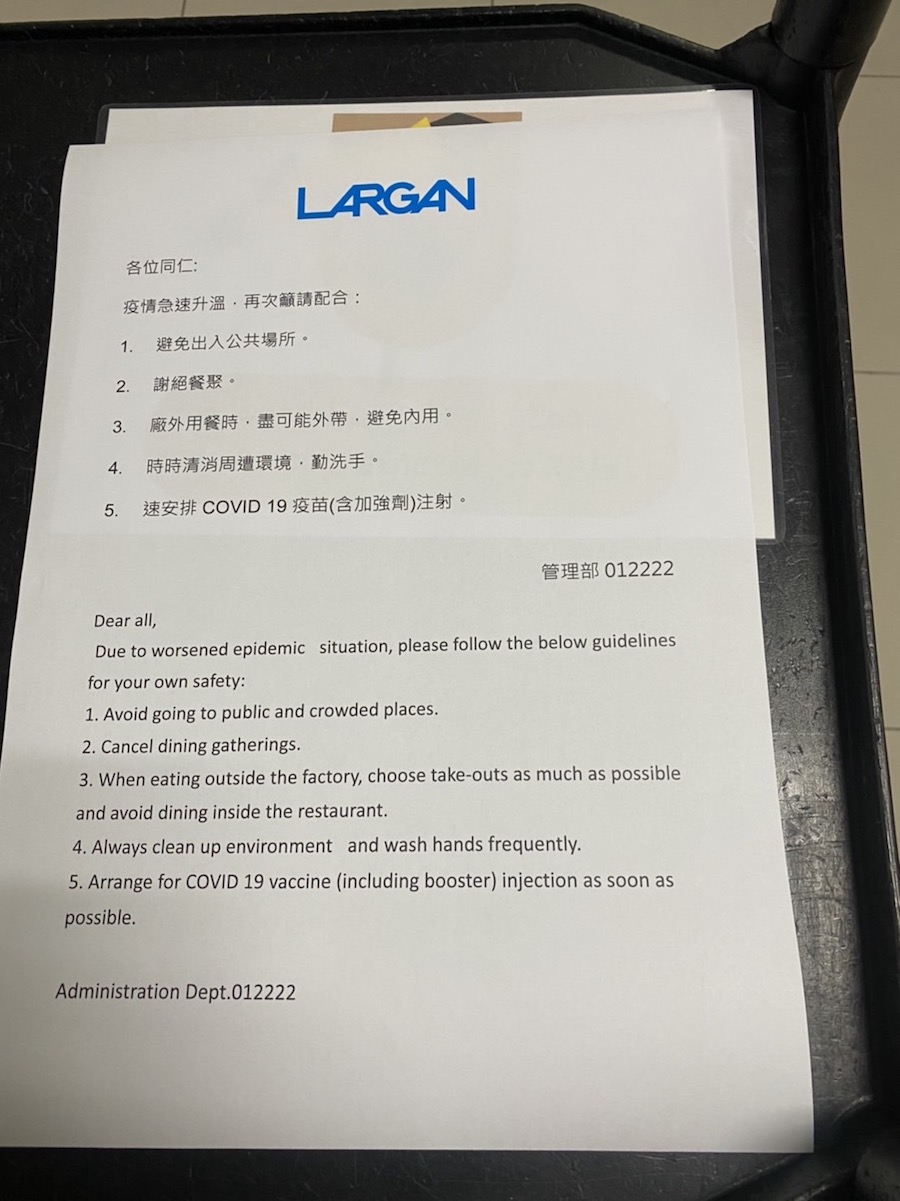 LARGAN
各位同仁:
疫情急速升溫，再次籲請配合：
1. 避免出入公共場所。
2. 謝絕餐聚。
3. 廠外用餐時，盡可能外帶，避免內用。
4. 時時清消周遭環境，勤洗手。
5. 速安排 COVID 19 疫苗(含加強劑)注射。
管理部 012222
Dear all,
Due to worsened epidemic situation, please follow the below guidelines
for your own safety:
1. Avoid going to public and crowded places.
2. Cancel dining gatherings.
3. When eating outside the factory, choose take-outs as much as possible
and avoid dining inside the restaurant.
4. Always clean up environment and wash hands frequently.
5. Arrange for COVID 19 vaccine (including booster) injection as soon as
possible.
Administration Dept.012222